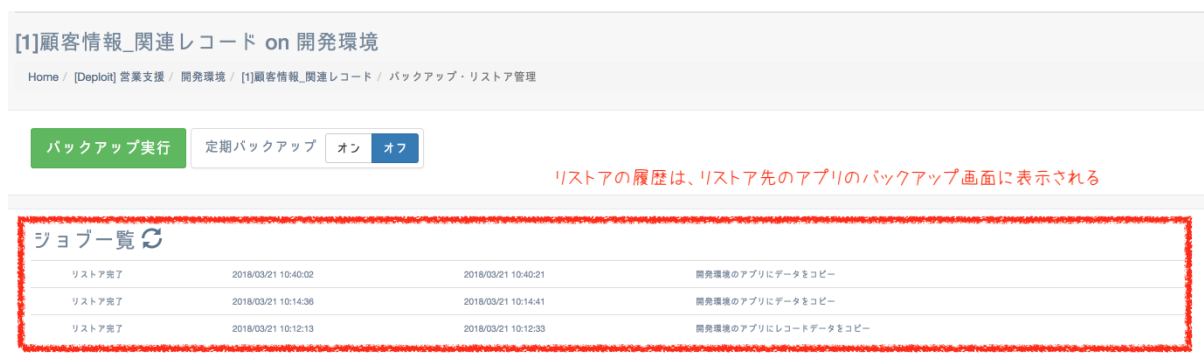 [1]顧客情報_関連レコード on 開発環境
Home / [Deploit] 営業支援 / 開発環境 / [1]顧客情報_関連レコード / バックアップ・リストア管理
バックアップ実行 定期バックアップ オン オフ
リストアの履歴は、リストア先のアプリのバックアップ画面に表示される
ジョブ一覧
リストア完了 2018/03/21 10:40:02 2018/03/21 10:40:21 開発環境のアプリにデータをコピー
リストア完了 2018/03/21 10:14:36 2018/03/21 10:14:41 開発環境のアプリにデータをコピー
リストア完了 2018/03/21 10:12:13 2018/03/21 10:12:33 開発環境のアプリにレコードデータをコピー